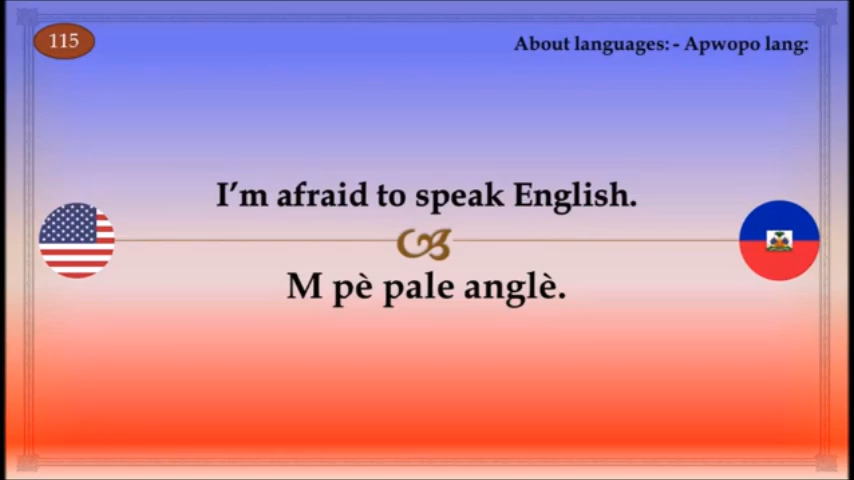 115
About languages: - Apwopo lang:
I'm afraid to speak English.
M pè pale anglè.